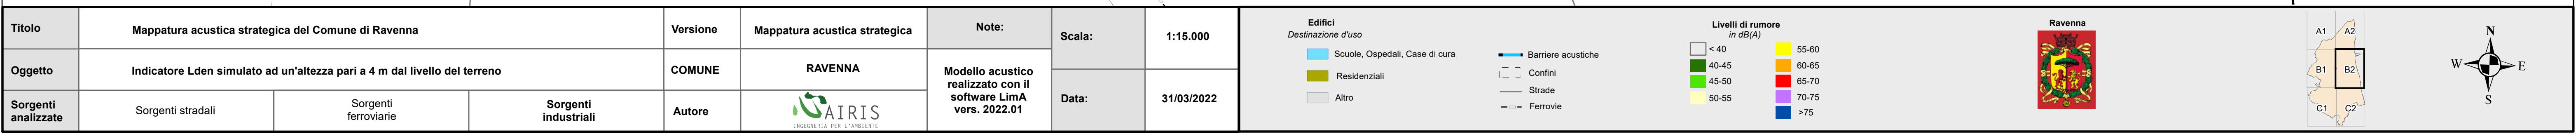 Titolo
Mappatura acustica strategica del Comune di Ravenna
Versione
Mappatura acustica strategica
Note:
Scala:
1:15.000
Oggetto
Indicatore Lden simulato ad un'altezza pari a 4 m dal livello del terreno
COMUNE
RAVENNA
Modello acustico
realizzato con il
software LimA
vers. 2022.01
Data:
31/03/2022
Sorgenti
analizzate
Sorgenti stradali
Sorgenti
ferroviarie
Sorgenti
industriali
Autore
AIRIS
INGEGNERIA PER L'AMBIENTE
Edifici
Destinazione d'uso
Scuole, Ospedali, Case di cura
Residenziali
Altro
Barriere acustiche
Confini
Strade
Ferrovie
Livelli di rumore
in dB(A)
< 40
40-45
45-50
50-55
55-60
60-65
65-70
70-75
>75
Ravenna
A1 A2
B1 B2
C1 C2
N
W E
S